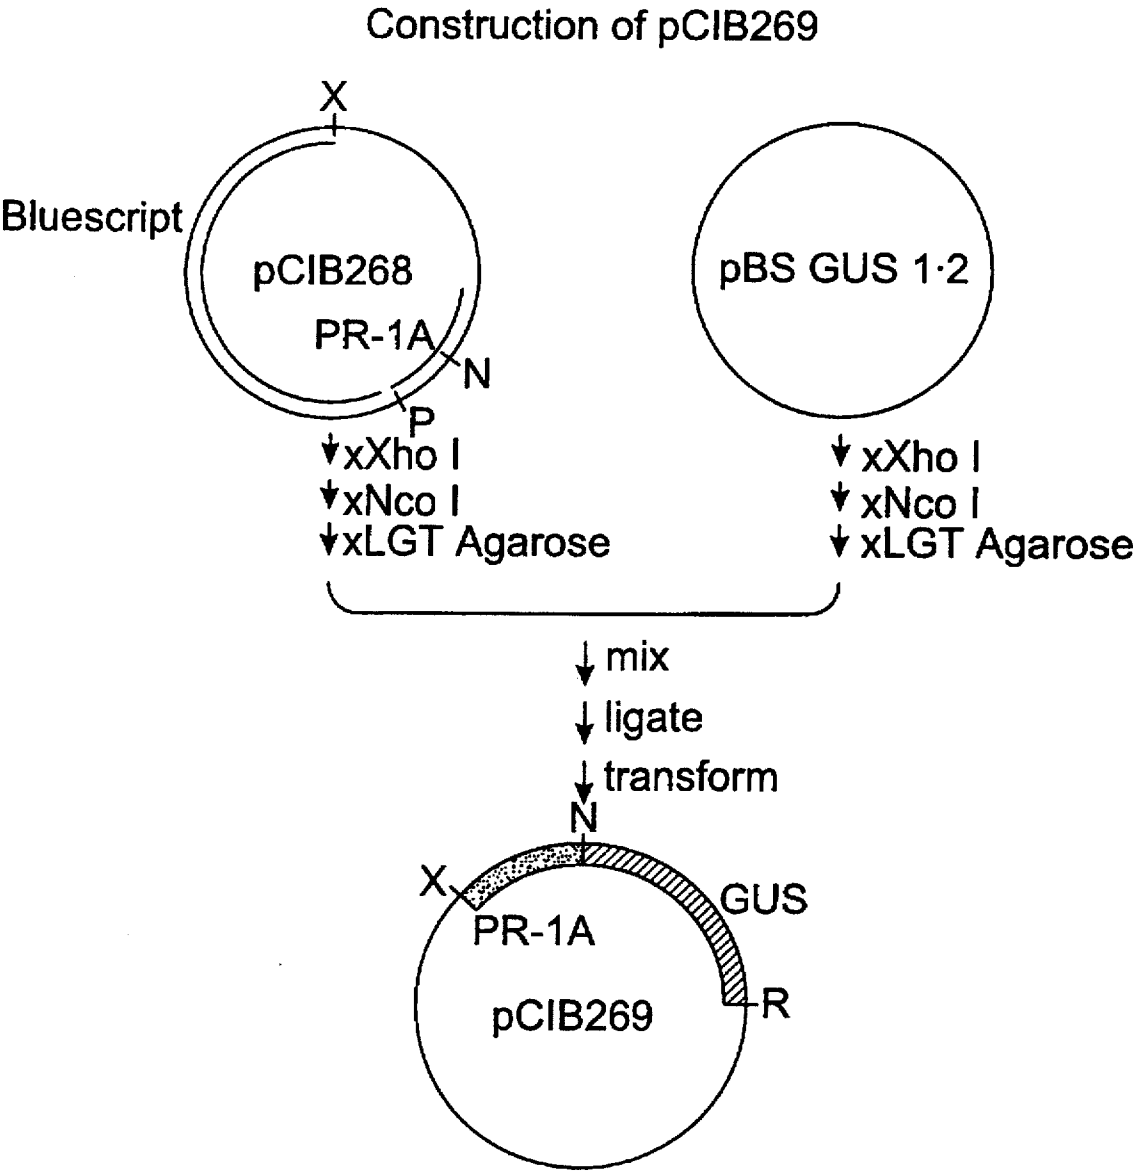 Construction of pCIB269
X
Bluescript
pCIB268
PR-1A
N
P
pBS GUS 1·2
xXho I
xNco I
xLGT Agarose
xXho I
xNco I
xLGT Agarose
mix
ligate
transform
N
X
GUS
PR-1A
R
pCIB269